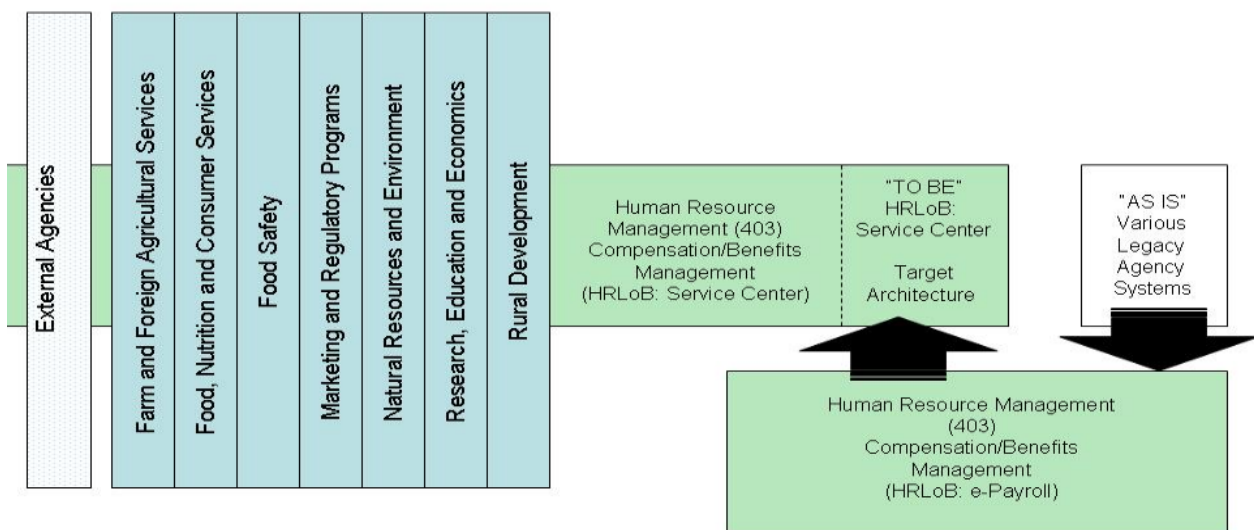 External Agencies
Farm and Foreign Agricultural Services
Food, Nutrition and Consumer Services
Food Safety
Marketing and Regulatory Programs
Natural Resources and Environment
Research, Education and Economics
Rural Development
Human Resource
Management (403)
Compensation/Benefits
Management
(HRLoB: Service Center)
"TO BE"
HRLoB:
Service Center
Target
Architecture
"AS IS"
Various
Legacy
Agency
Systems
Human Resource Management
(403)
Compensation/Benefits
Management
(HRLoB: e-Payroll)